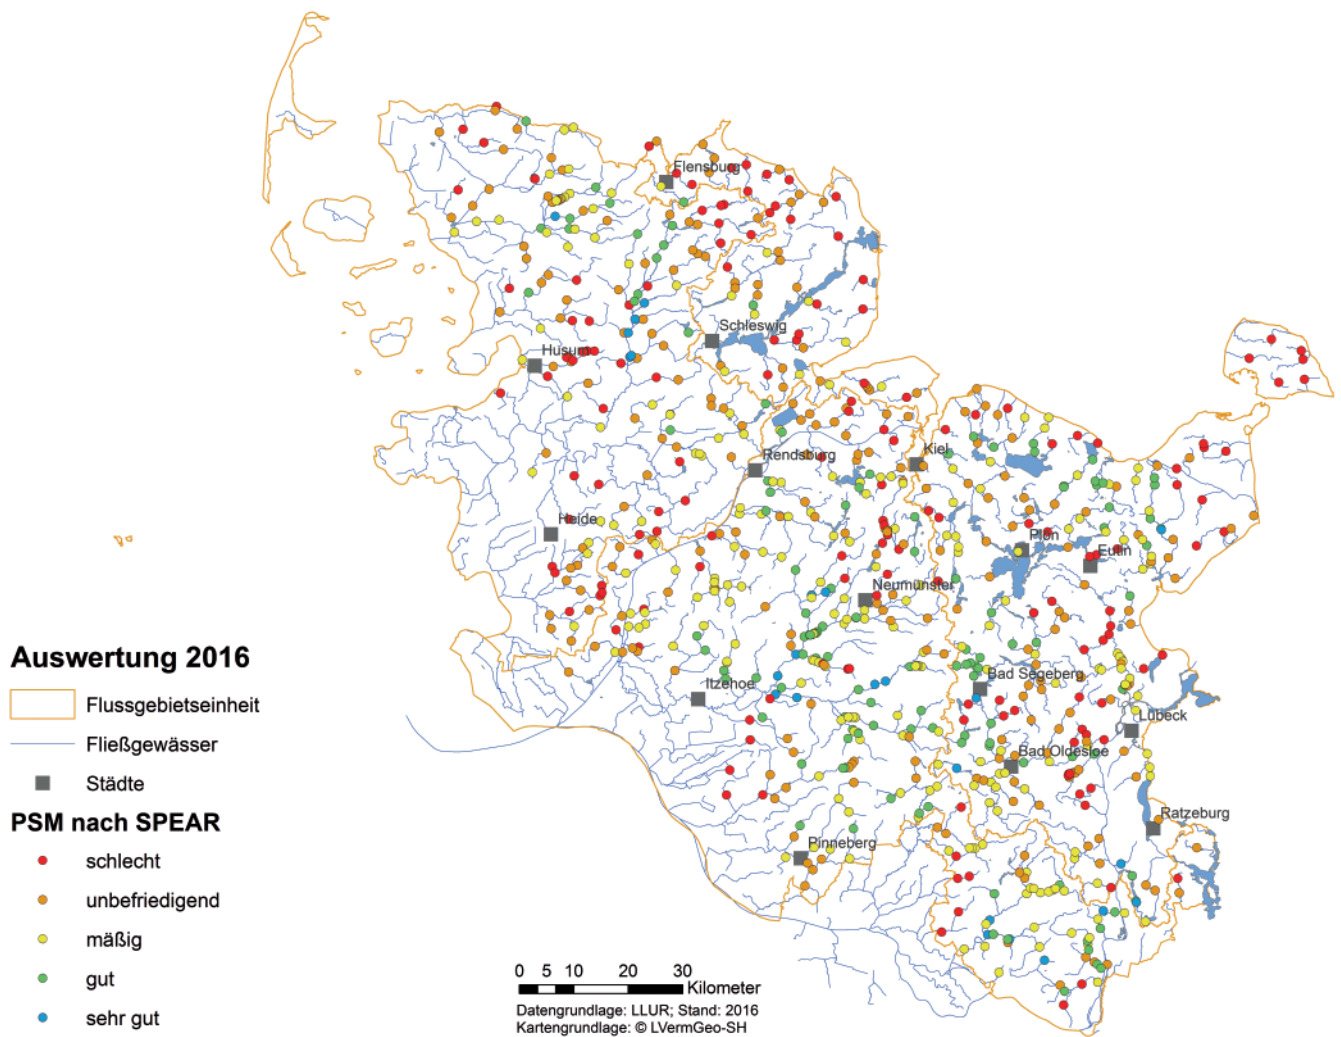 Flensburg
Schleswig
Husum
Rendsburg
Kiel
Heide
Plön
Eutin
Neumünster
Itzehoe
Bad Segeberg
Lübeck
Bad Oldesloe
Ratzeburg
Pinneberg
Auswertung 2016
Flussgebietseinheit
Fließgewässer
Städte
PSM nach SPEAR
schlecht
unbefriedigend
mäßig
gut
sehr gut
0 5 10 20 30
Kilometer
Datengrundlage: LLUR; Stand: 2016
Kartengrundlage: © LVermGeo-SH